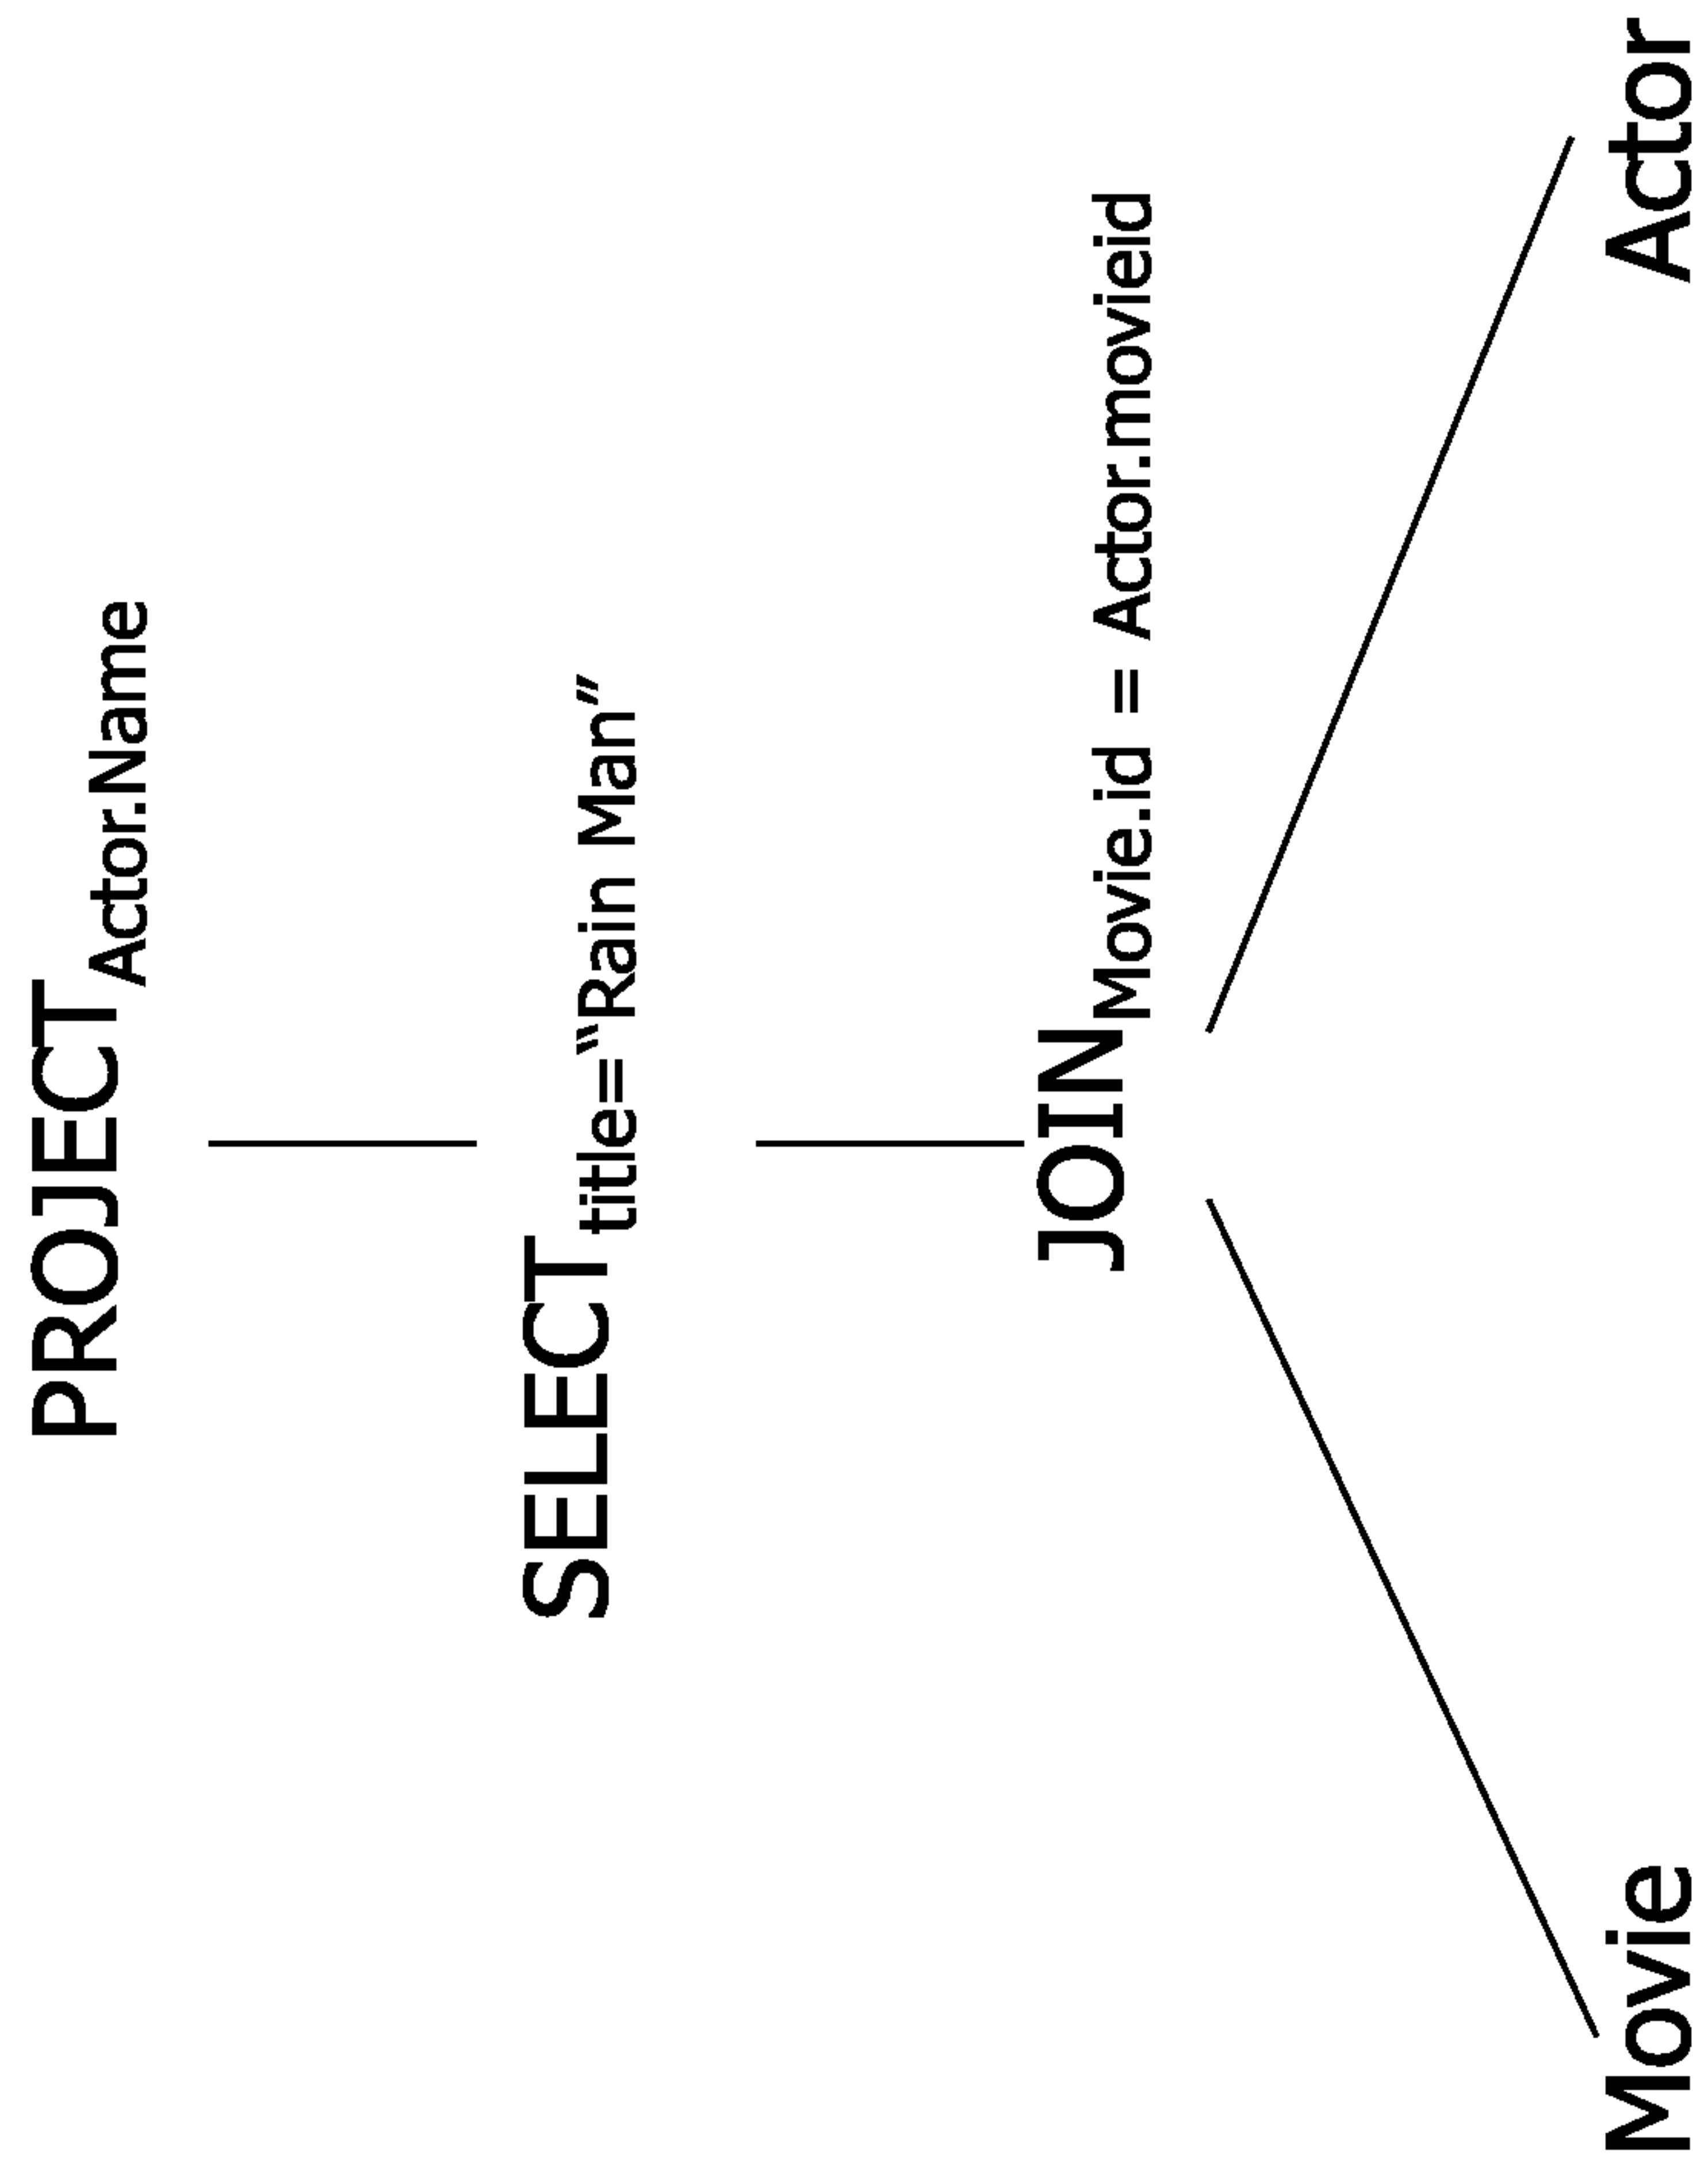 PROJECTActor.Name
SELECTtitle=“Rain Man”
JOINMovie.id = Actor.movieid
Movie Actor